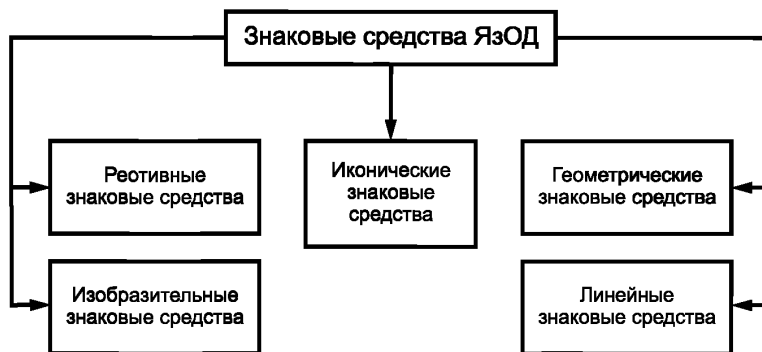 Знаковые средства ЯзОД
Реотивные
знаковые средства
Иконические
знаковые
средства
Геометрические
знаковые средства
Изобразительные
знаковые средства
Линейные
знаковые средства